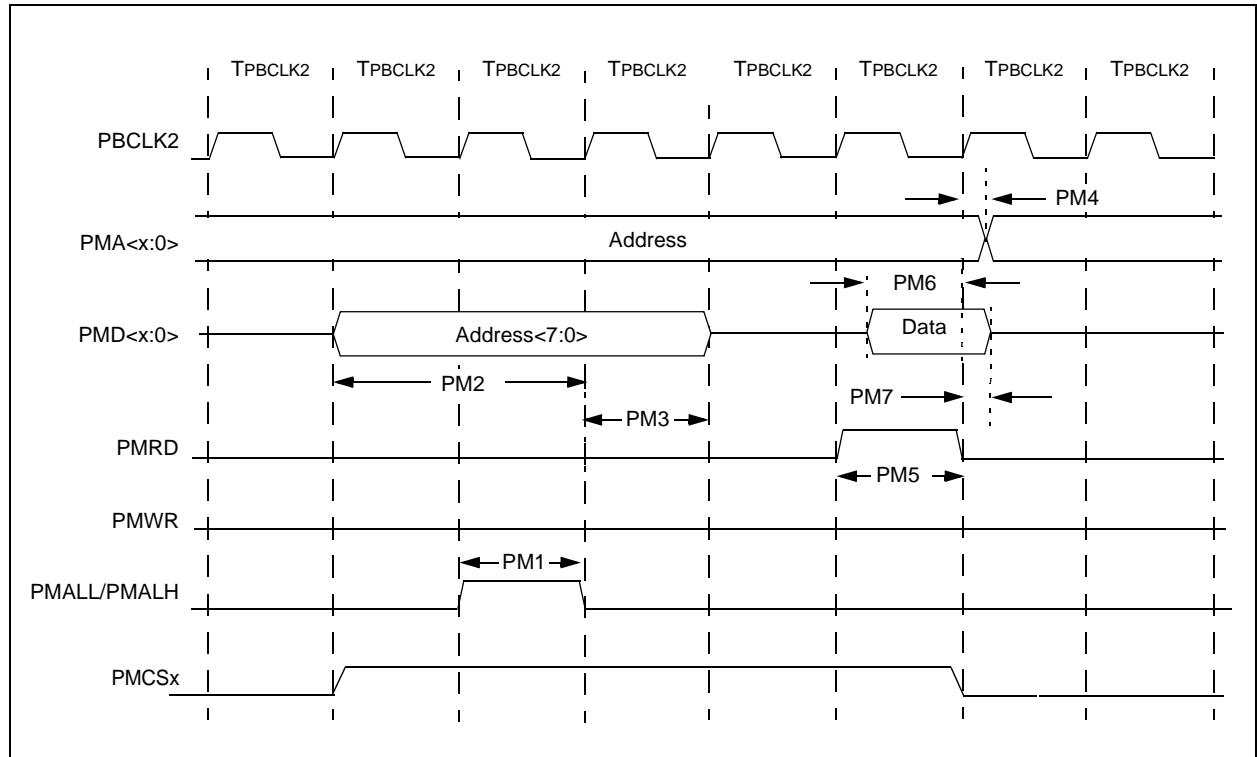 TPBCLK2 TPBCLK2 TPBCLK2 TPBCLK2 TPBCLK2 TPBCLK2 TPBCLK2 TPBCLK2
PBCLK2
PM4
PMA<x:0>
Address
PM6
PMD<x:0>
Address<7:0>
Data
PM2
PM7
PM3
PMRD
PM5
PMWR
PM1
PMALL/PMALH
PMCSx